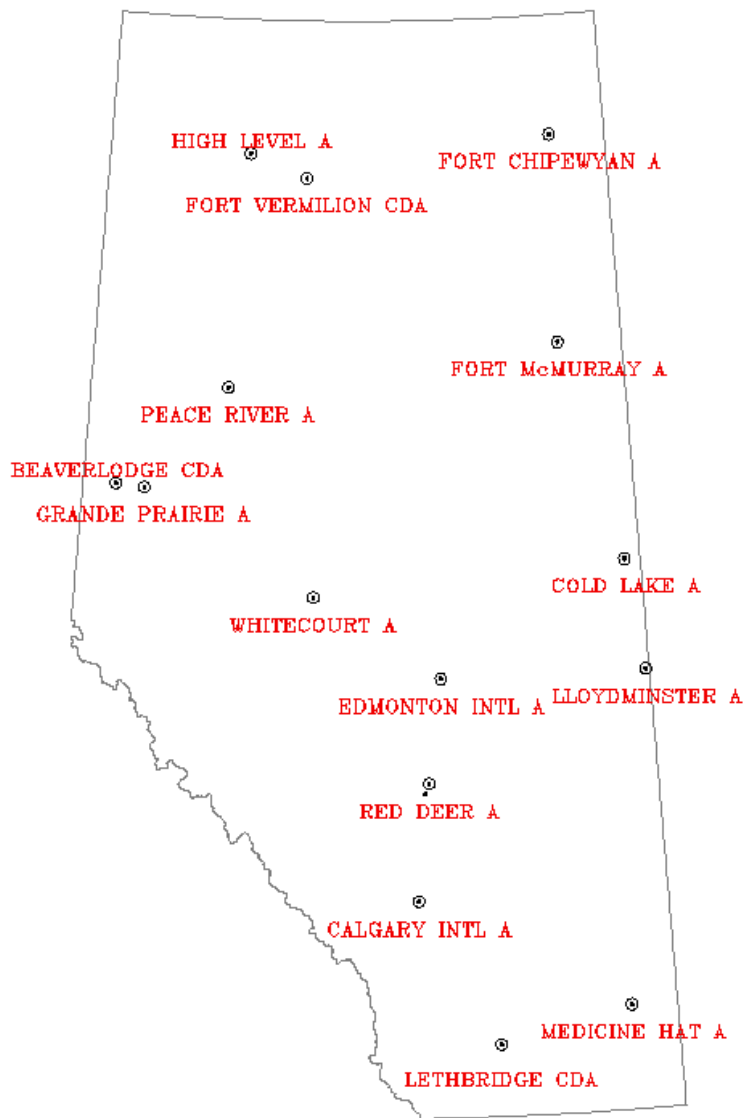 HIGH LEVEL A
FORT CHIPEWYAN A
FORT VERMILION CDA
FORT McMURRAY A
PEACE RIVER A
BEAVERLODGE CDA
GRANDE PRAIRIE A
COLD LAKE A
WHITECOURT A
LLOYDMINSTER A
EDMONTON INTL A
RED DEER A
CALGARY INTL A
MEDICINE HAT A
LETHBRIDGE CDA